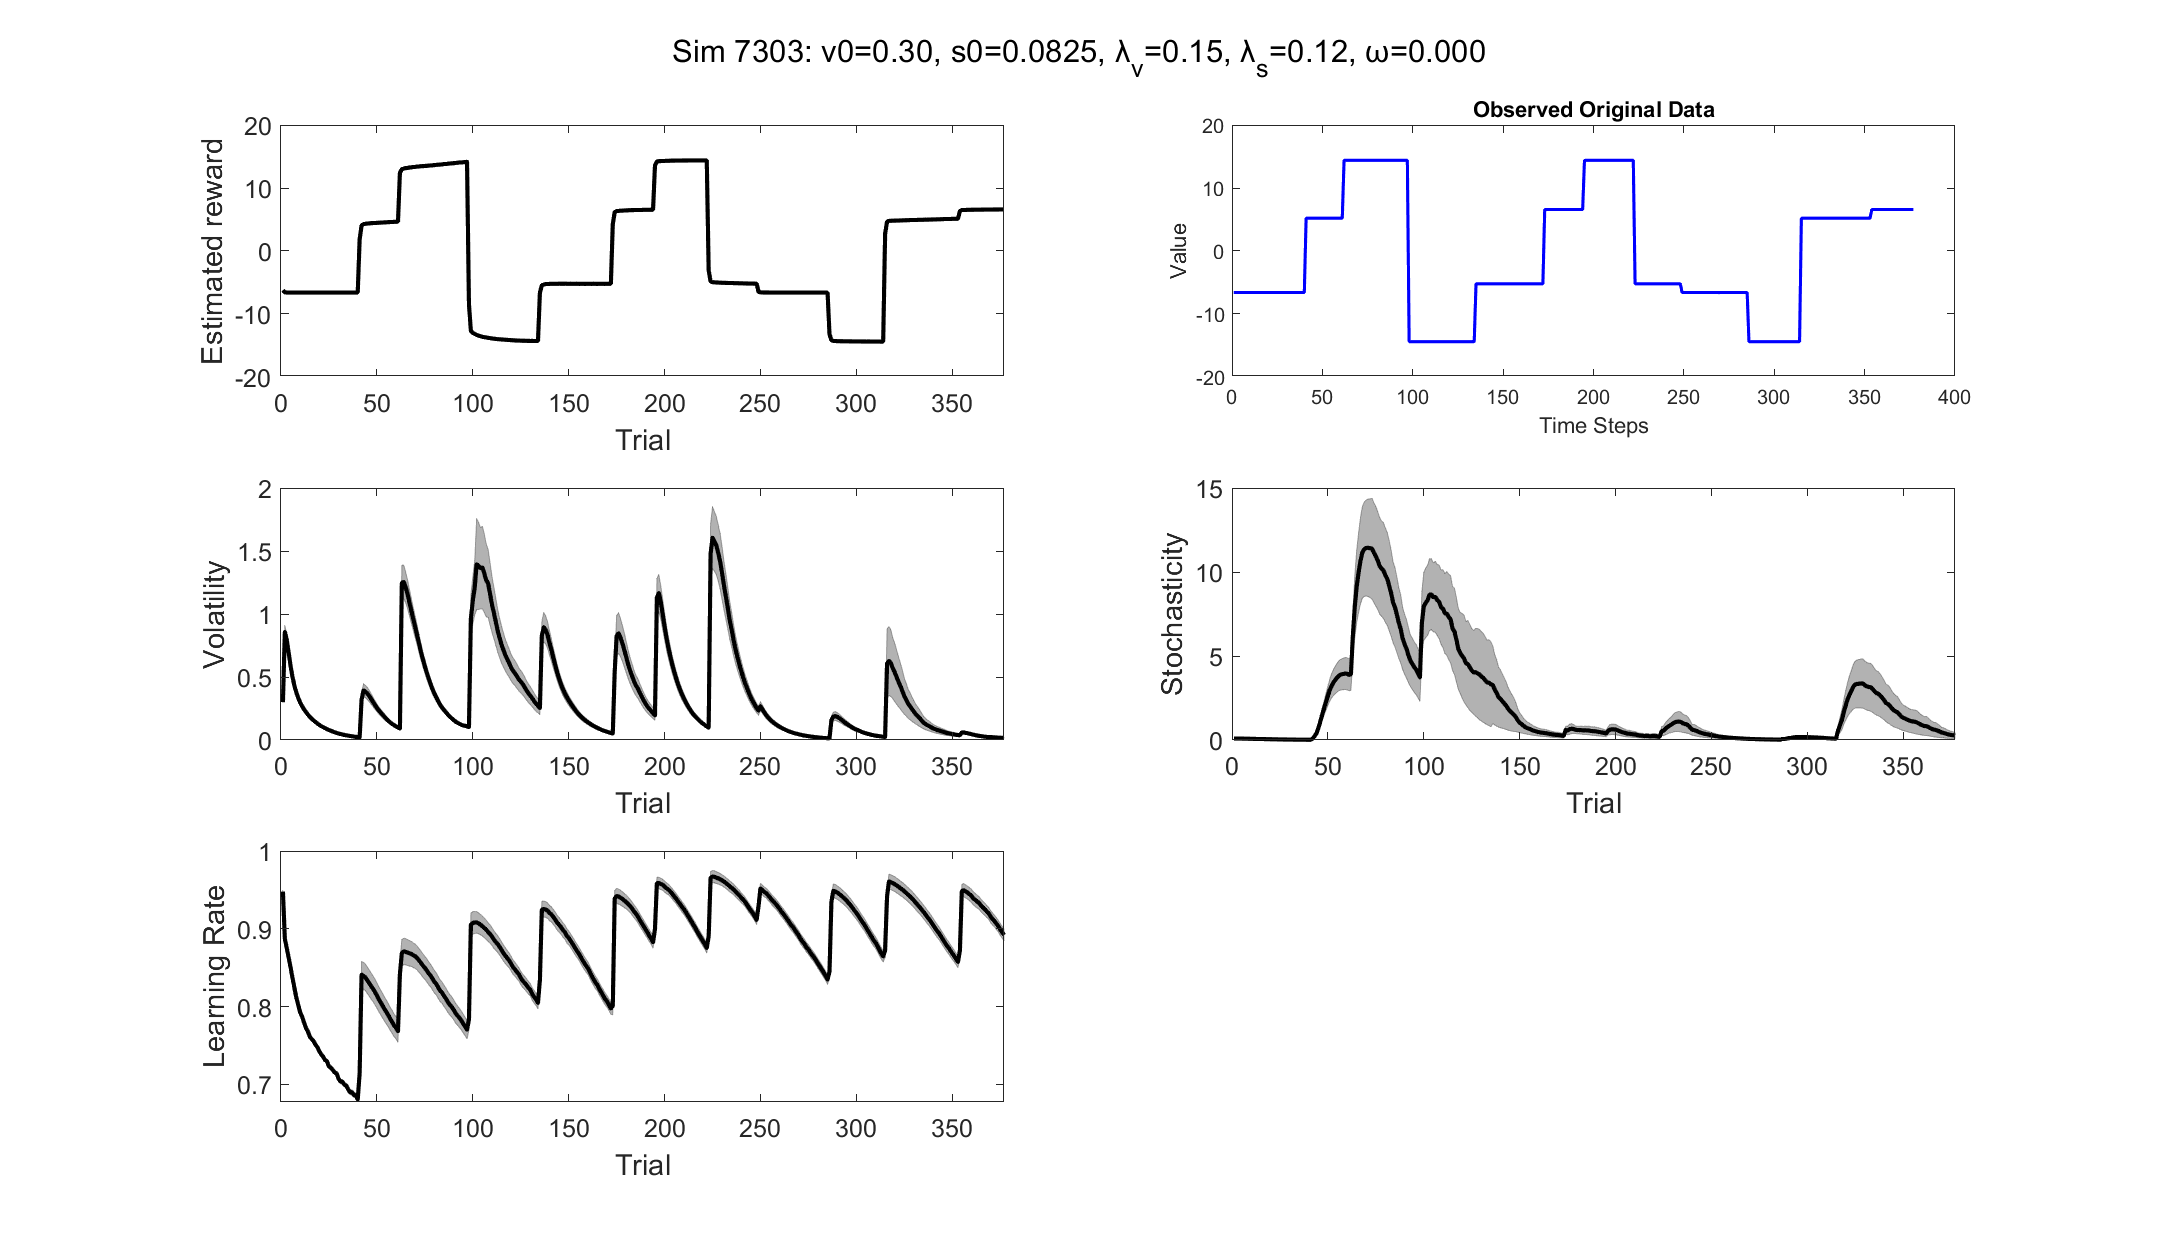 Sim 7303: v0=0.30, s0=0.0825, λv=0.15, λs=0.12, ω=0.000
Estimated reward
20
10
0
-10
-20
0 50 100 150 200 250 300 350
Trial
Observed Original Data
Value
20
10
0
-10
-20
0 50 100 150 200 250 300 350 400
Time Steps
Volatility
2
1.5
1
0.5
0
0 50 100 150 200 250 300 350
Trial
Stochasticity
15
10
5
0
0 50 100 150 200 250 300 350
Trial
Learning Rate
1
0.9
0.8
0.7
0 50 100 150 200 250 300 350
Trial